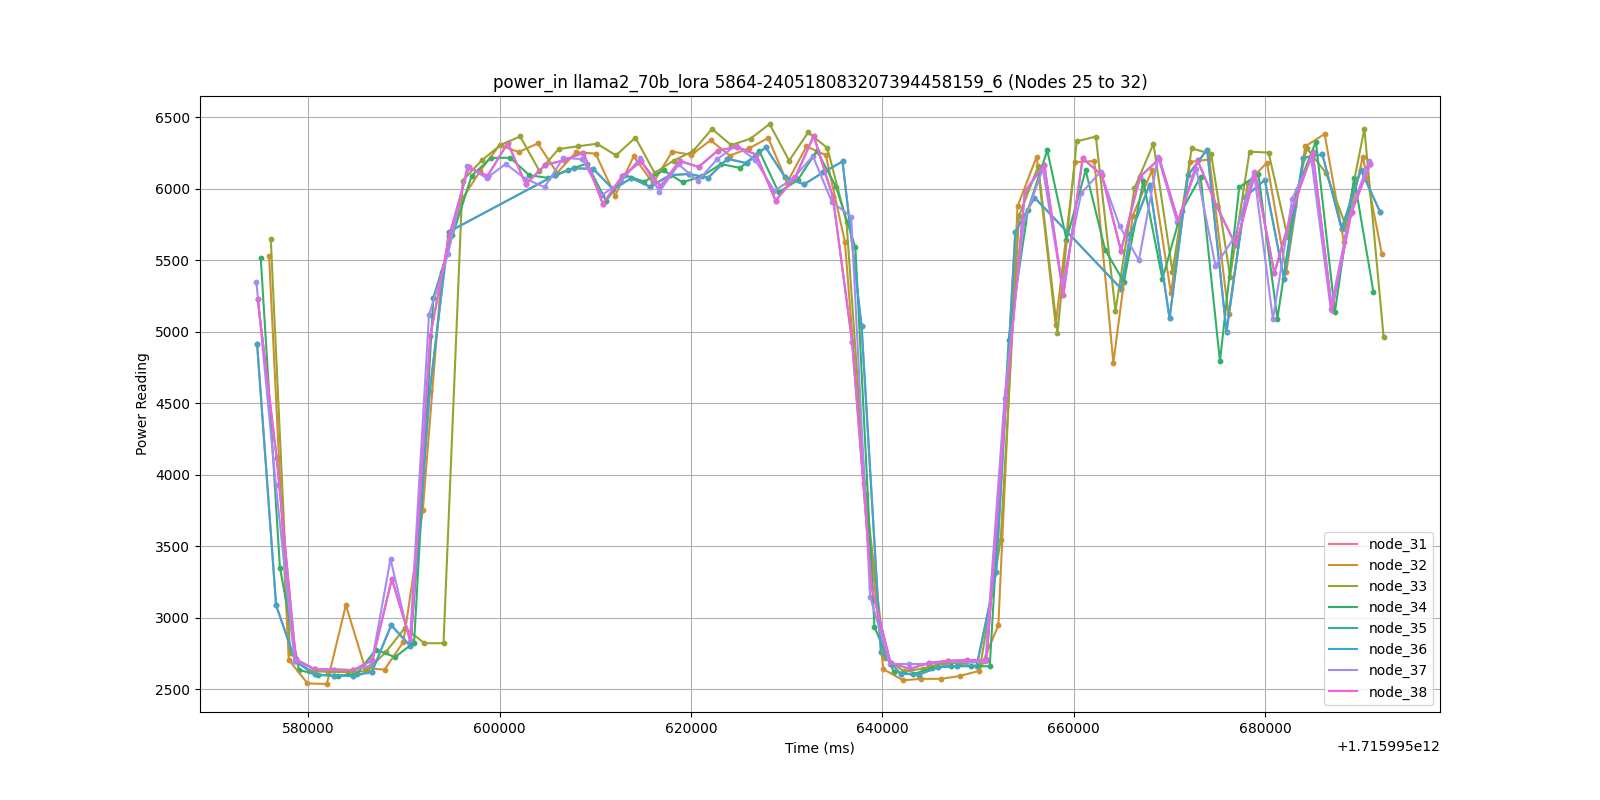 power_in llama2_70b_lora 5864-240518083207394458159_6 (Nodes 25 to 32)
6500
6000
5500
5000
4500
4000
3500
3000
2500
Power Reading
580000 600000 620000 640000 660000 680000
Time (ms)
+1.715995e12
node_31
node_32
node_33
node_34
node_35
node_36
node_37
node_38